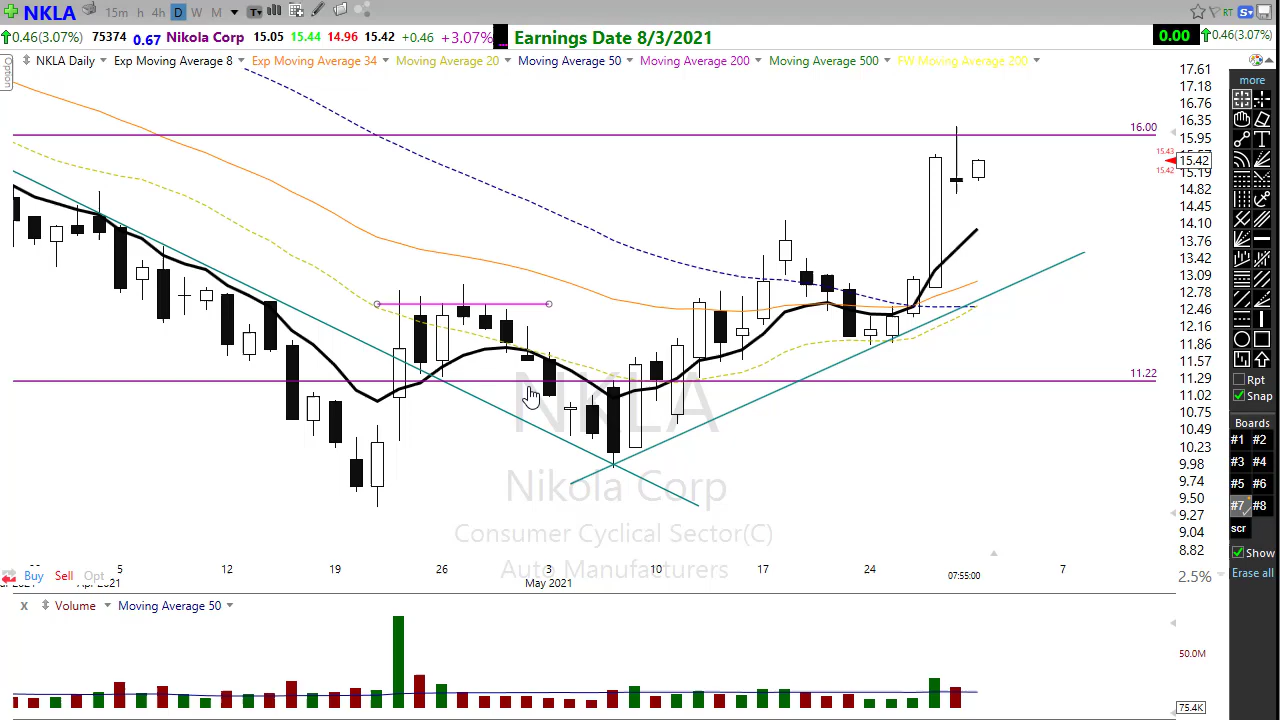 NKLA 15m h 4h D W M T
RT S
0.46(3.07%) 75374 0.67 Nikola Corp 15.05 15.44 14.96 15.42 +0.46 +3.07% Earnings Date 8/3/2021 0.00 0.46(3.07%)
Option
NKLA Daily Exp Moving Average 8 Exp Moving Average 34 Moving Average 20 Moving Average 50 Moving Average 200 Moving Average 500 FW Moving Average 200
17.61
17.18
16.76
16.35
16.00
15.95
15.43
15.42
15.42
15.19
14.82
14.45
14.10
13.76
13.42
13.09
12.78
12.46
12.16
11.86
11.57
11.22
11.29
11.02
10.75
10.49
10.23
9.98
9.74
9.50
9.27
9.04
8.82
2.5%
NKLA
Nikola Corp
Consumer Cyclical Sector(C)
Auto Manufacturers
Buy Sell Opt
5 12 19 26 3 10 17 24 07:55:00 7
Apr 2021 May 2021
x Volume Moving Average 50
50.0M
75.4K
more
T
Rpt
Snap
Boards
#1 #2
#3 #4
#5 #6
#7 #8
scr
Show
Erase all